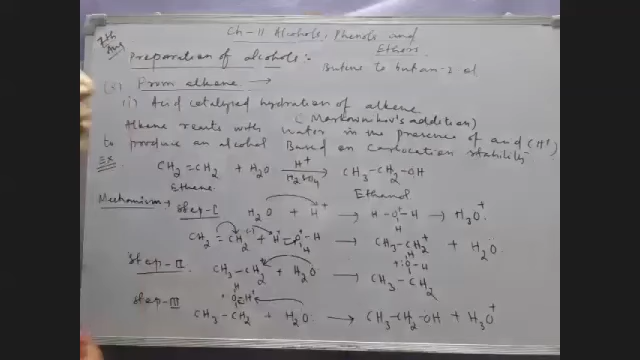 7th Aug
Ch-11 Alcohols, Phenols and Ethers
Preparation of alcohols:-
Butene to butan-2 ol
From alkene →
(i) Acid catalysed hydration of alkene
(Markownikov's addition)
Alkene reacts with water in the presence of acid (H⁺)
to produce an alcohol Based on Carbocation stability
Ex CH₂=CH₂ + H₂O —H⁺/H₂SO₄→ CH₃-CH₂-OH
Ethene Ethanol
Mechanism Step-I H₂O + H⁺ → H-O⁺-H → H₃O⁺
H
CH₂=CH₂ + H-O⁺-H → CH₃-CH₂⁺ + H₂O
H
Step-II CH₃-CH₂⁺ + H₂O → CH₃-CH₂
H
:O-H
Step-III CH₃-CH₂ + H₂O → CH₃-CH₂-OH + H₃O⁺